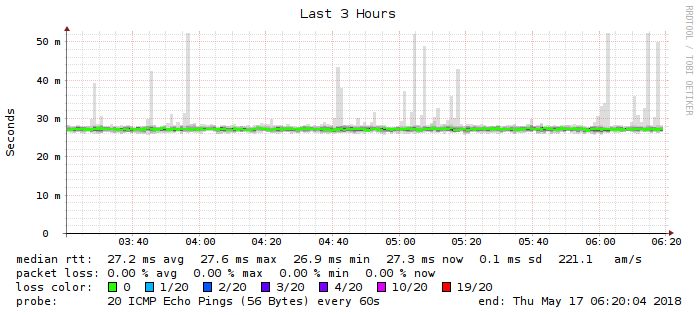 Last 3 Hours
RRDTOOL / TOBI OETIKER
Seconds
50 m
40 m
30 m
20 m
10 m
0
03:40 04:00 04:20 04:40 05:00 05:20 05:40 06:00 06:20
median rtt: 27.2 ms avg 27.6 ms max 26.9 ms min 27.3 ms now 0.1 ms sd 221.1 am/s
packet loss: 0.00 % avg 0.00 % max 0.00 % min 0.00 % now
loss color: 0 1/20 2/20 3/20 4/20 10/20 19/20
probe: 20 ICMP Echo Pings (56 Bytes) every 60s end: Thu May 17 06:20:04 2018